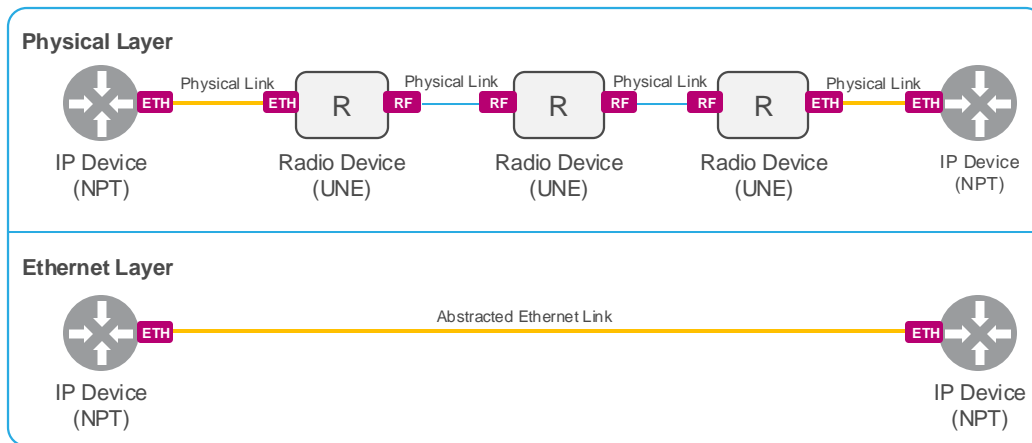 Physical Layer
Physical Link
Physical Link
Physical Link
Physical Link
ETH
ETH
R
RF
RF
R
RF
RF
R
ETH
ETH
IP Device
(NPT)
Radio Device
(UNE)
Radio Device
(UNE)
Radio Device
(UNE)
IP Device
(NPT)
Ethernet Layer
Abstracted Ethernet Link
ETH
ETH
IP Device
(NPT)
IP Device
(NPT)